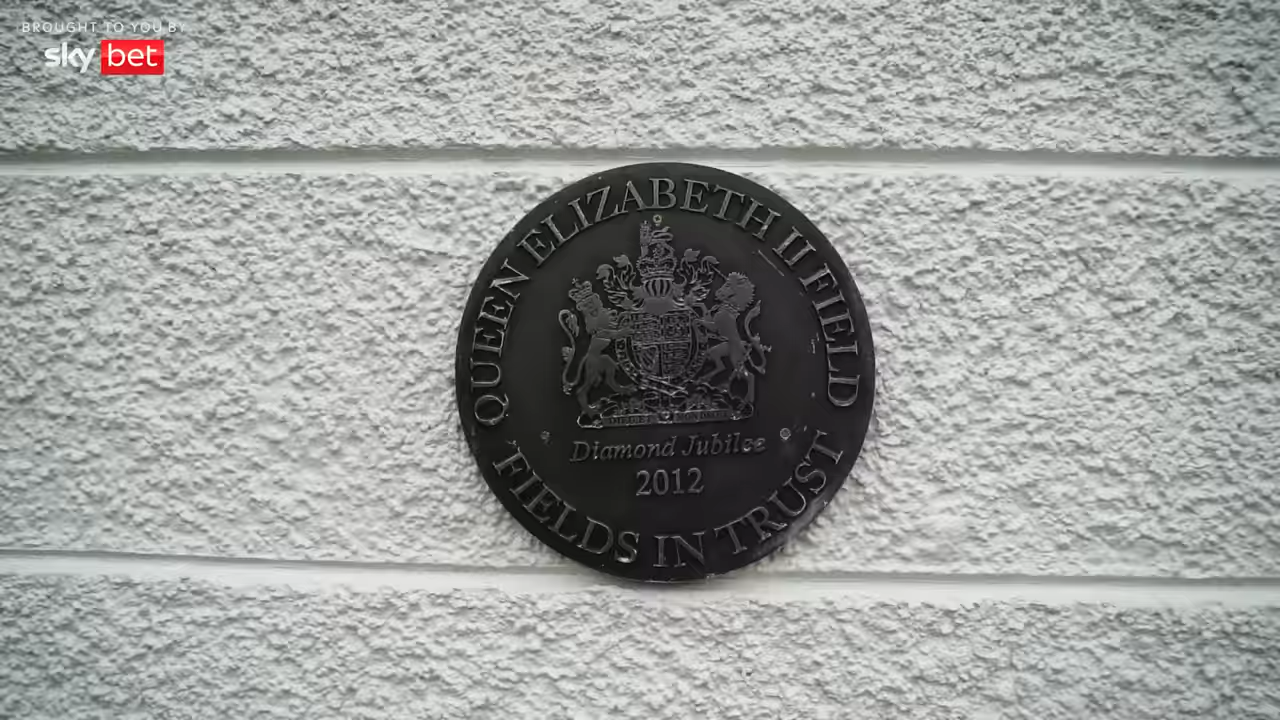 BROUGHT TO YOU BY
sky bet
QUEEN ELIZABETH II FIELD
Diamond Jubilee
2012
FIELDS IN TRUST